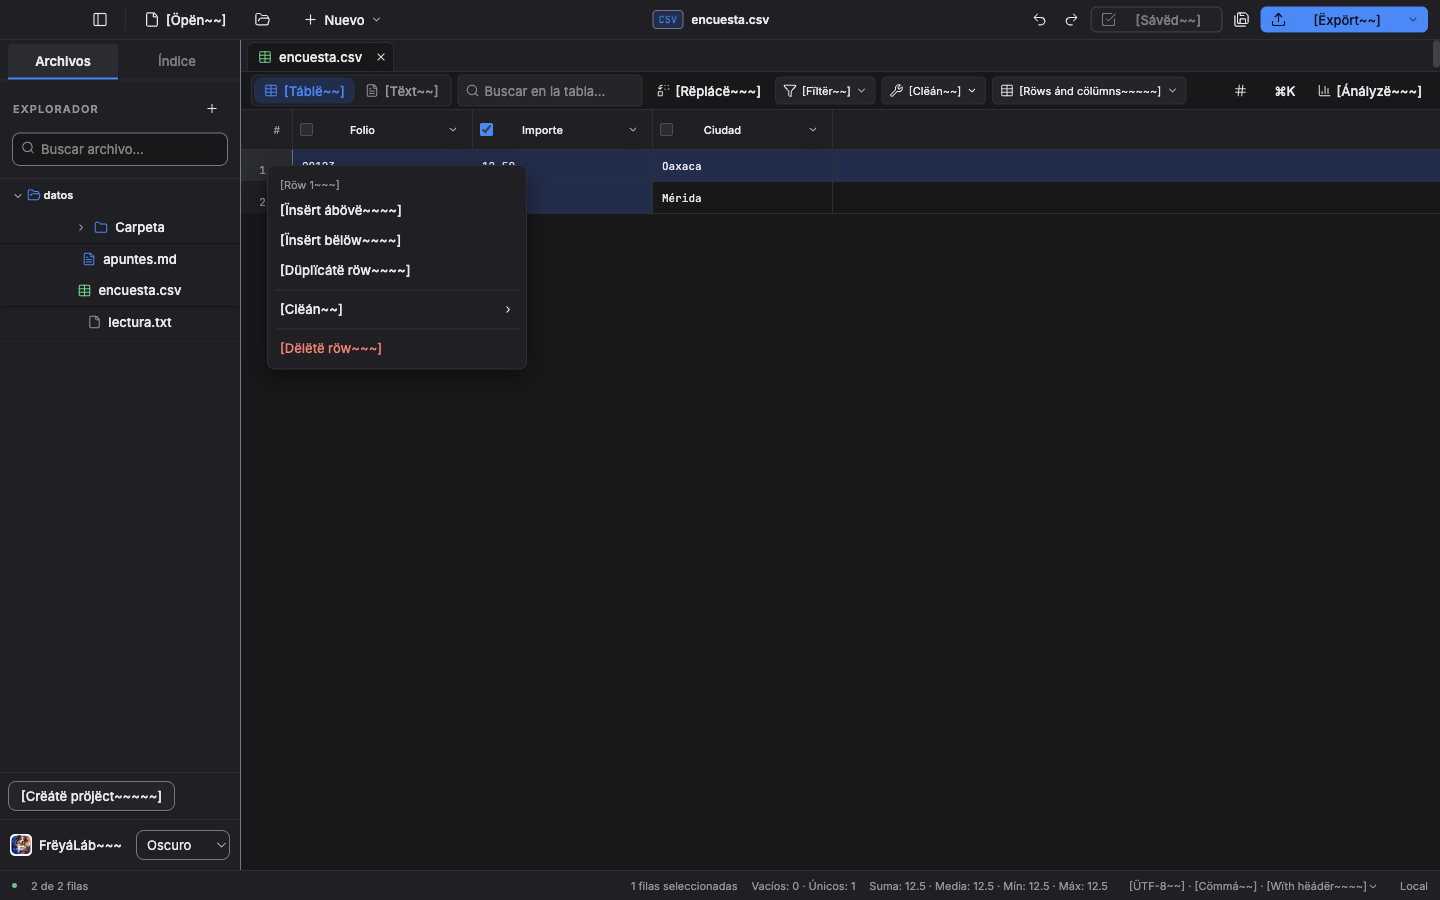 [Öpën~~]
Nuevo
CSV encuesta.csv
[Sávëd~~]
[Ëxpört~~]
Archivos
Índice
encuesta.csv
[Táblë~~]
[Tëxt~~]
Buscar en la tabla...
[Rëplácë~~~]
[Fïltër~~]
[Clëán~~]
[Röws ánd cölümns~~~~~]
#
⌘K
[Ánályzë~~~]
EXPLORADOR
Buscar archivo...
# Folio Importe Ciudad
1 Oaxaca
2 Mérida
datos
Carpeta
apuntes.md
encuesta.csv
lectura.txt
[Röw 1~~~]
[Ïnsërt ábövë~~~~]
[Ïnsërt bëlöw~~~~]
[Düplïcátë röw~~~~]
[Clëán~~]
[Dëlëtë röw~~~]
[Crëátë pröjëct~~~~~]
FrëyáLáb~~~
Oscuro
2 de 2 filas
1 filas seleccionadas
Vacíos: 0 · Únicos: 1
Suma: 12.5 · Media: 12.5 · Mín: 12.5 · Máx: 12.5
[ÜTF-8~~] · [Cömmá~~] · [Wïth hëádër~~~~]
Local